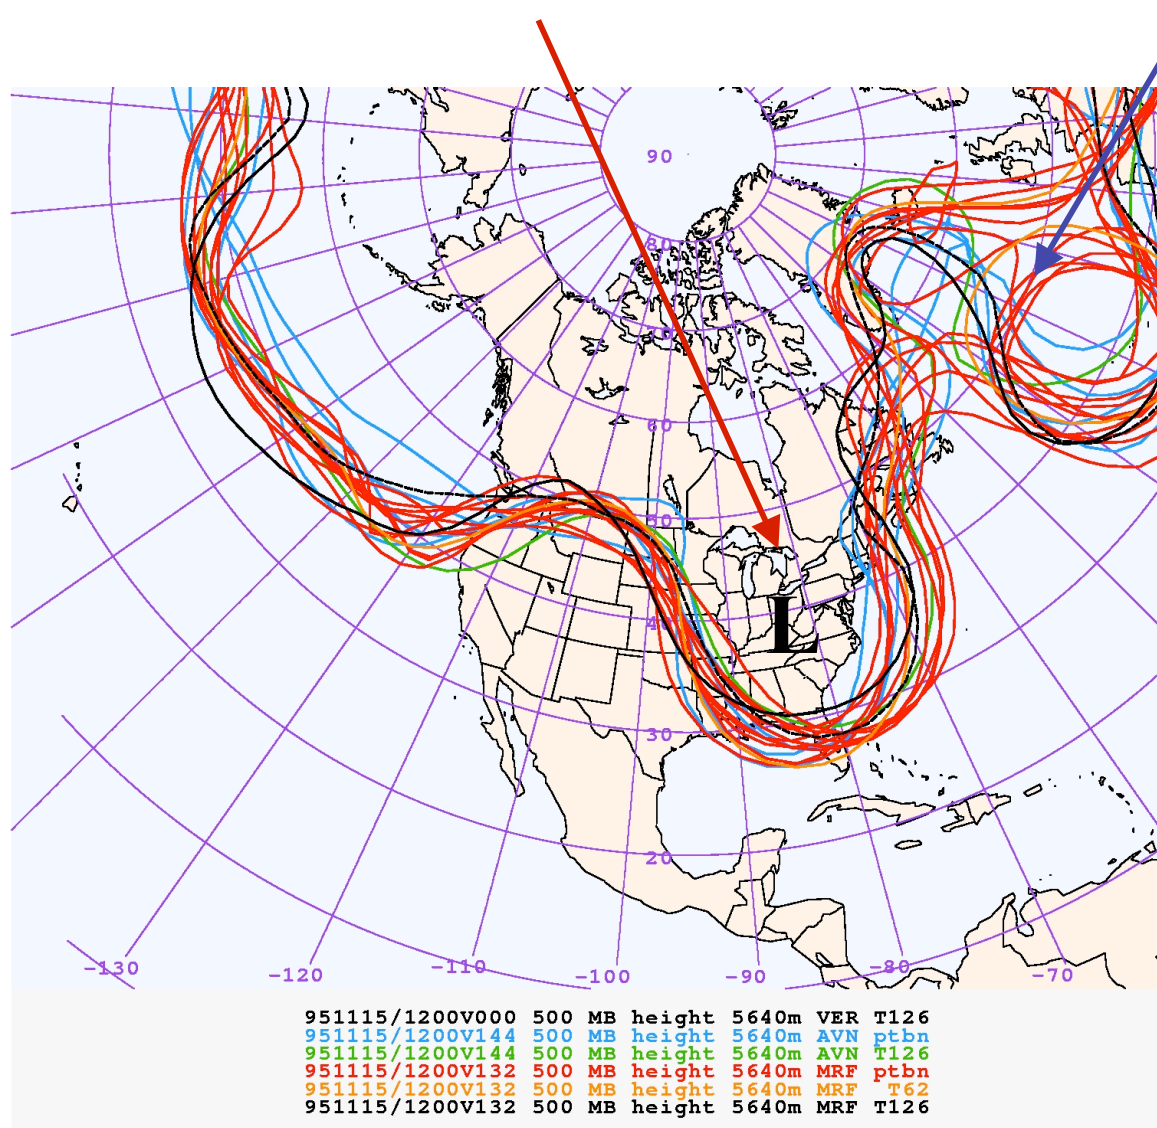 90
80
70
60
50
40
L
30
20
-130
-120
-110
-100
-90
-80
-70
951115/1200V000 500 MB height 5640m VER T126
951115/1200V144 500 MB height 5640m AVN ptbn
951115/1200V144 500 MB height 5640m AVN T126
951115/1200V132 500 MB height 5640m MRF ptbn
951115/1200V132 500 MB height 5640m MRF T62
951115/1200V132 500 MB height 5640m MRF T126